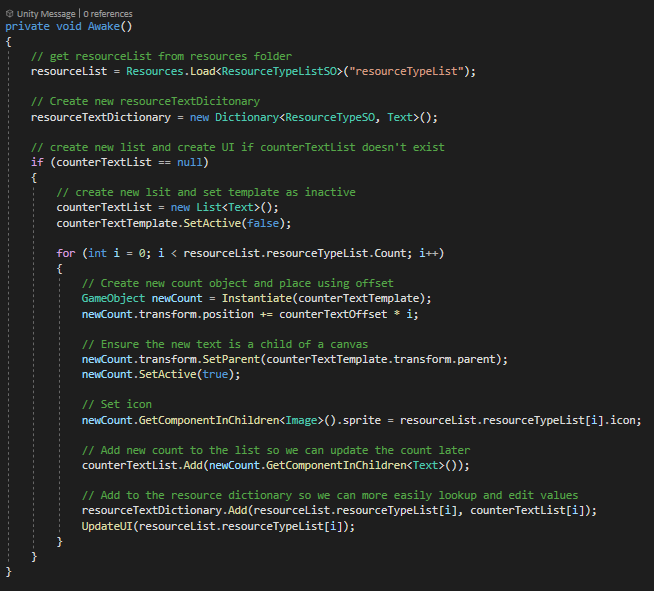 Unity Message | 0 references
private void Awake()
{
// get resourceList from resources folder
resourceList = Resources.Load<ResourceTypeListSO>("resourceTypeList");
// Create new resourceTextDicitonary
resourceTextDictionary = new Dictionary<ResourceTypeSO, Text>();
// create new list and create UI if counterTextList doesn't exist
if (counterTextList == null)
{
// create new lsit and set template as inactive
counterTextList = new List<Text>();
counterTextTemplate.SetActive(false);
for (int i = 0; i < resourceList.resourceTypeList.Count; i++)
{
// Create new count object and place using offset
GameObject newCount = Instantiate(counterTextTemplate);
newCount.transform.position += counterTextOffset * i;
// Ensure the new text is a child of a canvas
newCount.transform.SetParent(counterTextTemplate.transform.parent);
newCount.SetActive(true);
// Set icon
newCount.GetComponentInChildren<Image>().sprite = resourceList.resourceTypeList[i].icon;
// Add new count to the list so we can update the count later
counterTextList.Add(newCount.GetComponentInChildren<Text>());
// Add to the resource dictionary so we can more easily lookup and edit values
resourceTextDictionary.Add(resourceList.resourceTypeList[i], counterTextList[i]);
UpdateUI(resourceList.resourceTypeList[i]);
}
}
}